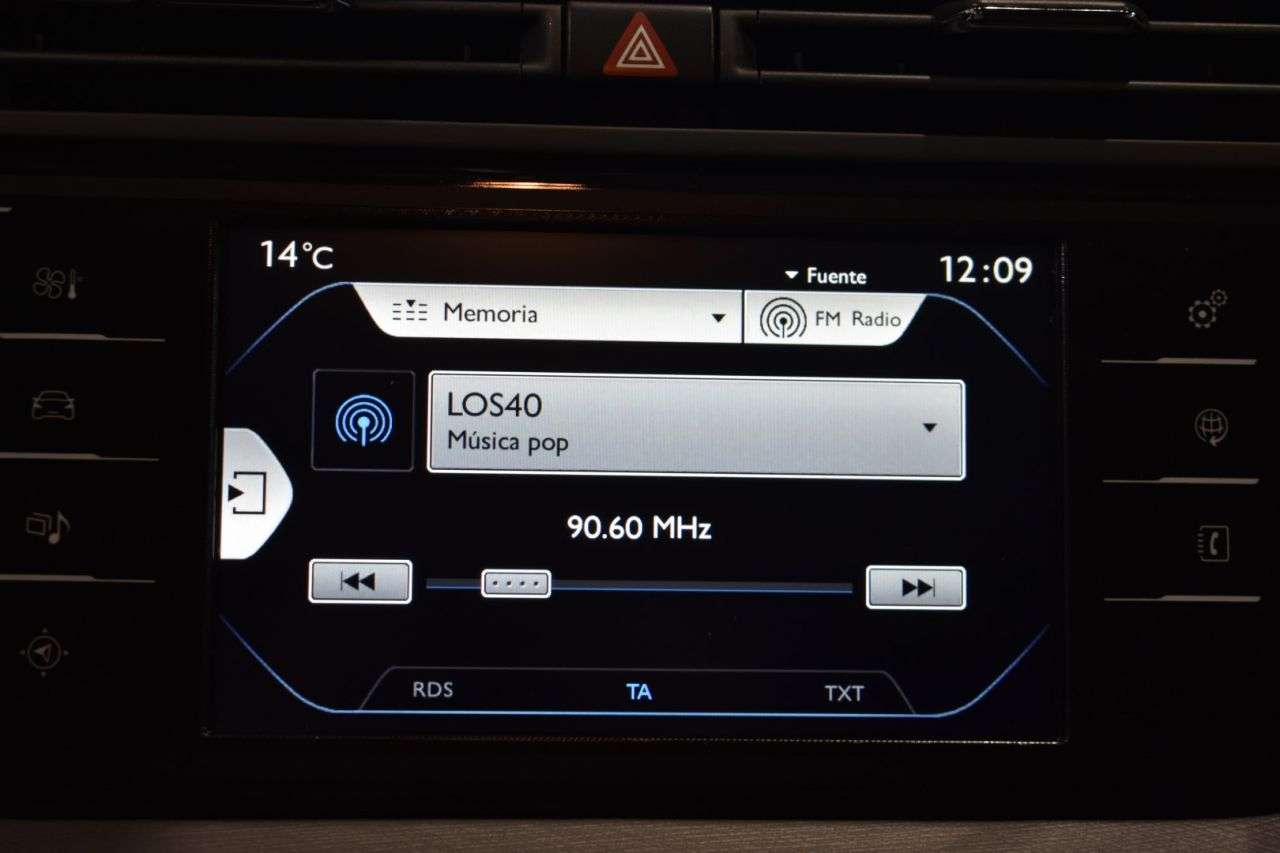 14°C
12:09
Fuente
Memoria
FM Radio
LOS40
Música pop
90.60 MHz
RDS
TA
TXT